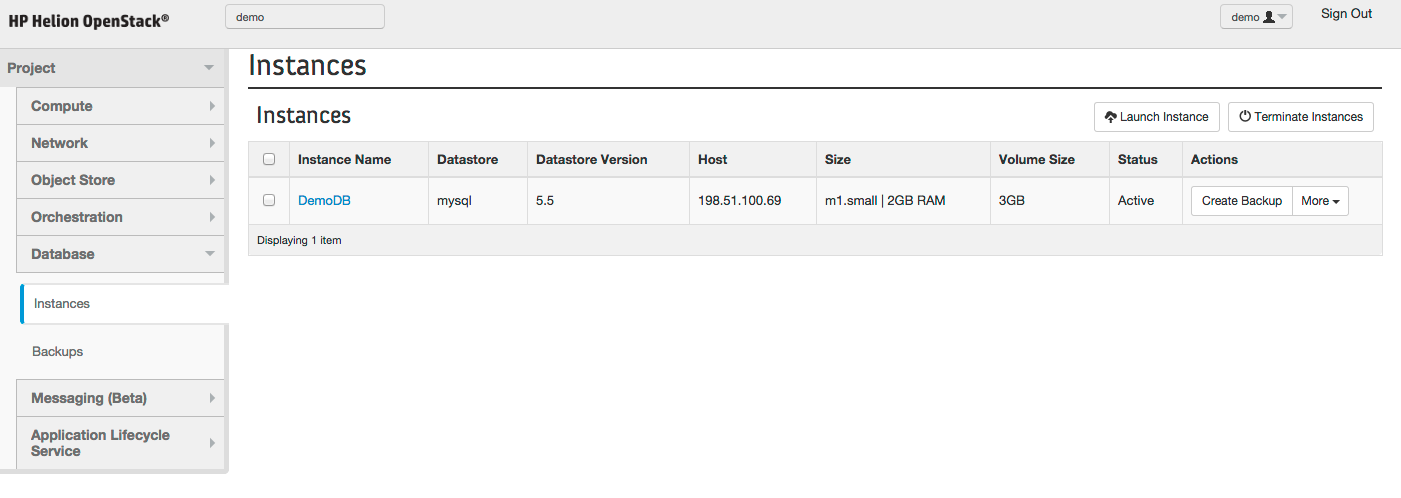 HP Helion OpenStack®
demo
demo
Sign Out
Project
Compute
Network
Object Store
Orchestration
Database
Instances
Backups
Messaging (Beta)
Application Lifecycle
Service
Instances
Instances
Launch Instance Terminate Instances
Instance Name Datastore Datastore Version Host Size Volume Size Status Actions
DemoDB mysql 5.5 198.51.100.69 m1.small | 2GB RAM 3GB Active Create Backup More
Displaying 1 item